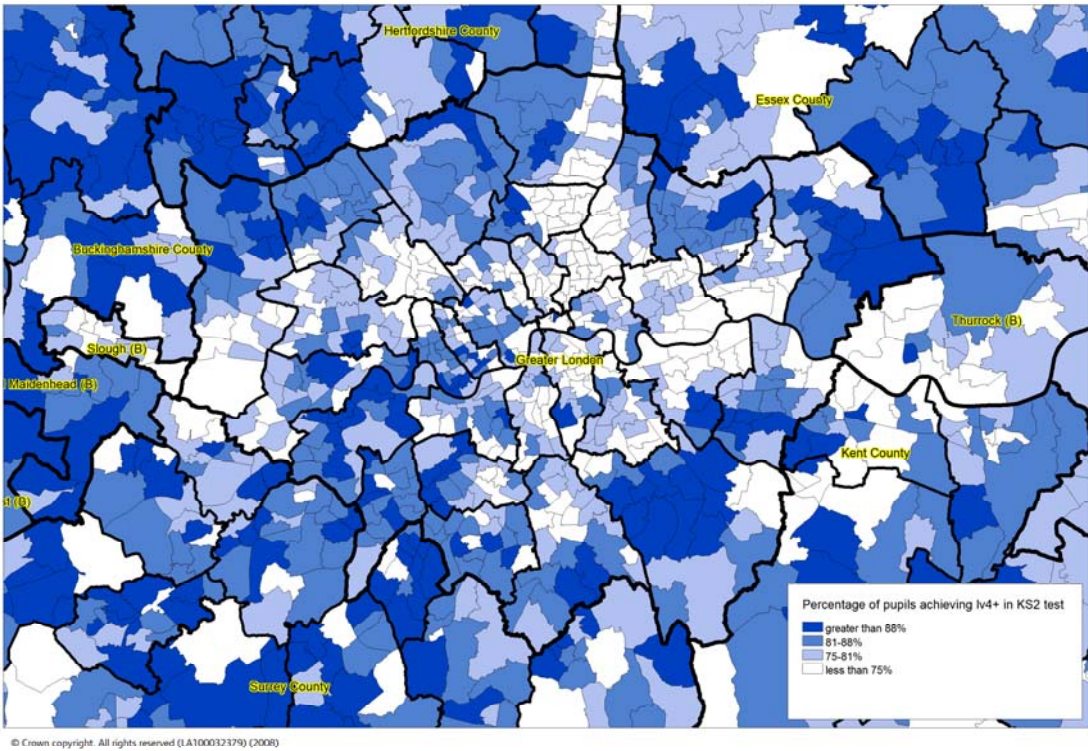 Hertfordshire County
Essex County
Buckinghamshire County
Thurrock (B)
Slough (B)
Greater London
Maidenhead (B)
Kent County
st (B)
Percentage of pupils achieving lv4+ in KS2 test
greater than 88%
81-88%
75-81%
less than 75%
Surrey County
© Crown copyright. All rights reserved (LA100032379) (2008)